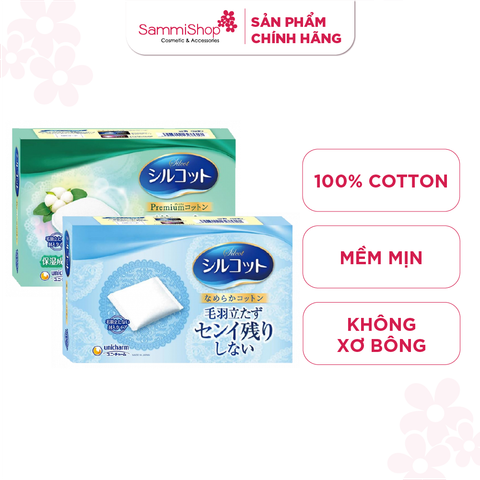 SammiShop
Cosmetic & Accessories
SẢN PHẨM
CHÍNH HÃNG
Silcot
シルコット
Premiumコットン
unicharm
Silcot
シルコット
なめらかコットン
毛羽立たず
センイ残り
しない
unicharm
ユニ・チャーム
100% COTTON
MỀM MỊN
KHÔNG
XƠ BÔNG